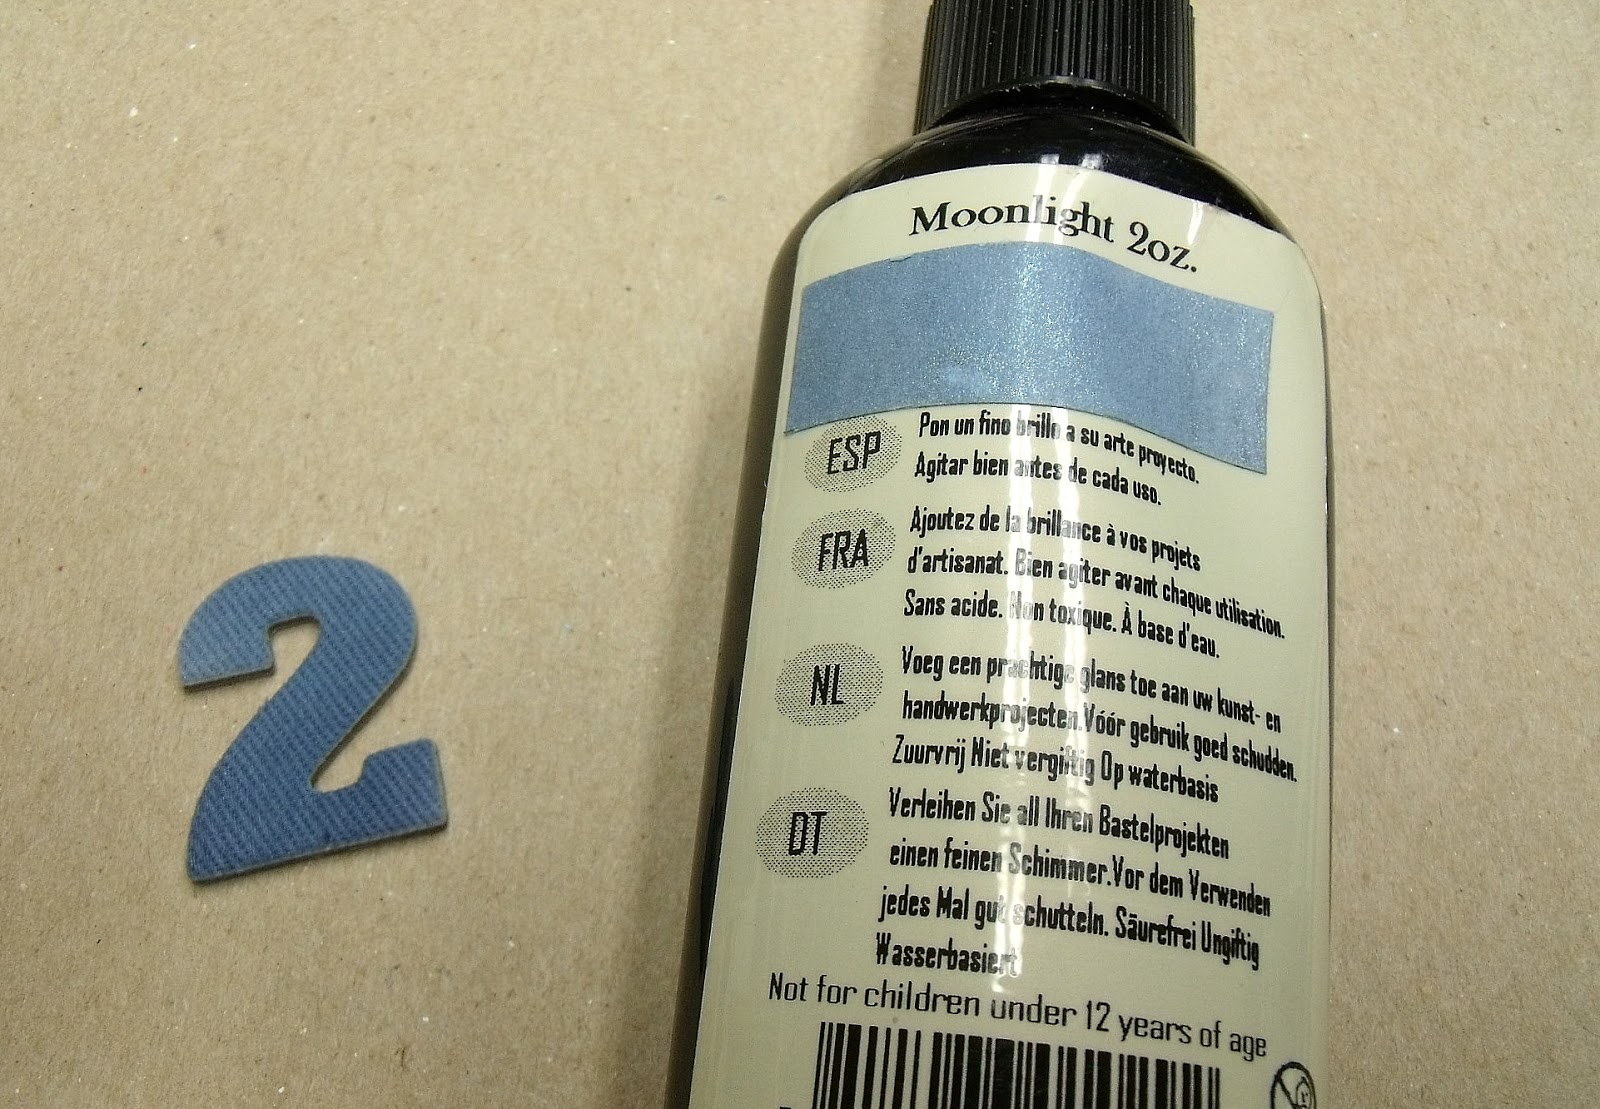 Moonlight 2oz.
ESP
Pon un fino brillo a su arte proyecto.
Agitar bien antes de cada uso.
FRA
Ajoutez de la brillance à vos projets
d'artisanat. Bien agiter avant chaque utilisation.
Sans acide. Non toxique. À base d'eau.
NL
Voeg een prachtige glans toe aan uw kunst- en
handwerkprojecten.Vóór gebruik goed schudden.
Zuurvrij Niet vergiftig Op waterbasis
DT
Verleihen Sie all Ihren Bastelprojekten
einen feinen Schimmer.Vor dem Verwenden
jedes Mal gut schutteln. Säurefrei Ungiftig
Wasserbasiert
Not for children under 12 years of age
2